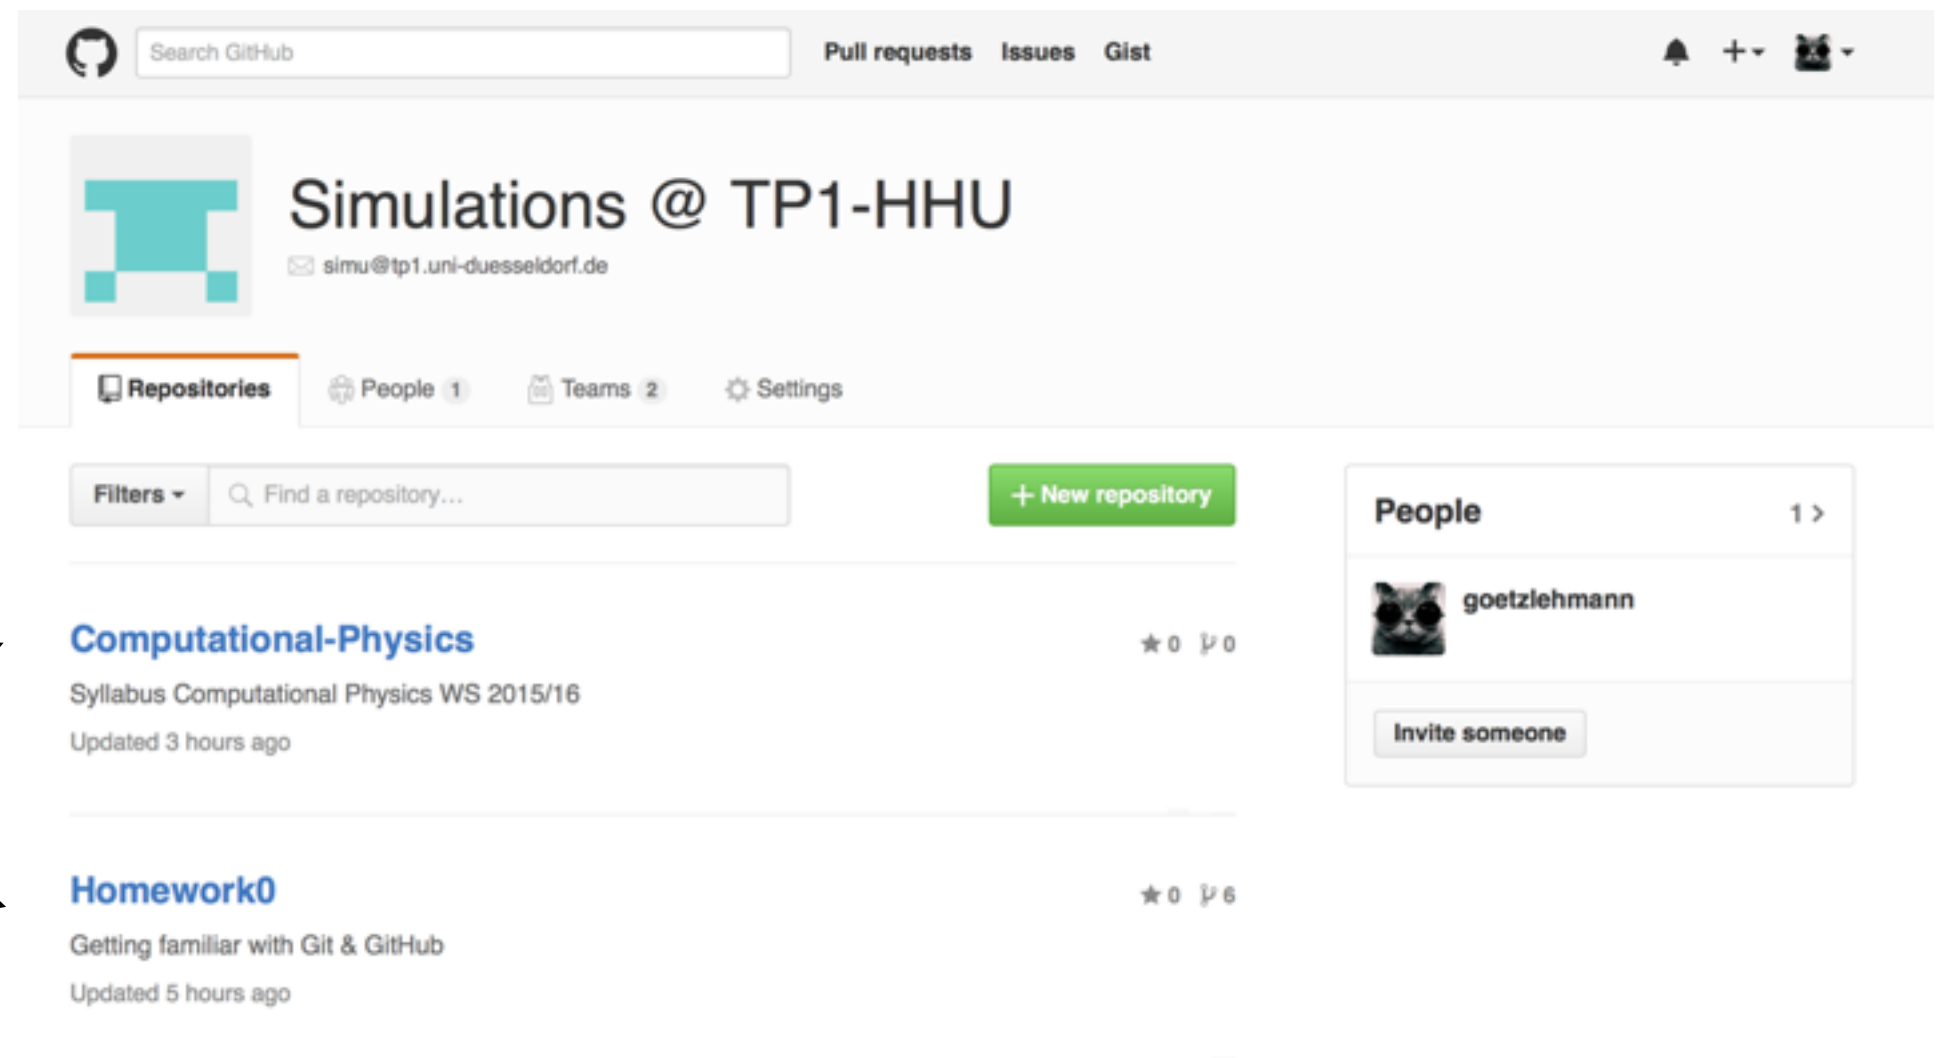 Search GitHub Pull requests Issues Gist
Simulations @ TP1-HHU
simu@tp1.uni-duesseldorf.de
Repositories People 1 Teams 2 Settings
Filters Find a repository... + New repository
People 1 >
goetzlehmann
Invite someone
Computational-Physics 0 0
Syllabus Computational Physics WS 2015/16
Updated 3 hours ago
Homework0 0 6
Getting familiar with Git & GitHub
Updated 5 hours ago